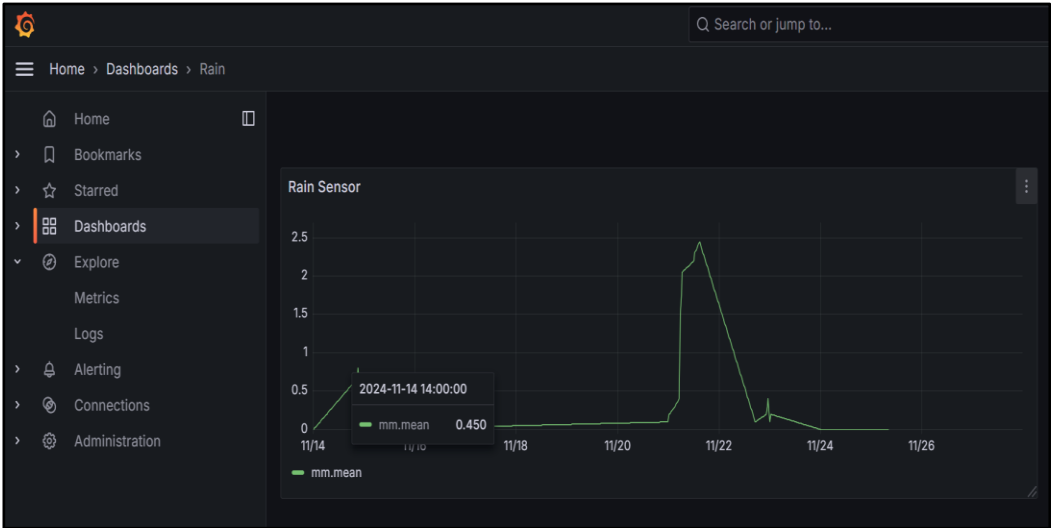 Search or jump to...
Home › Dashboards › Rain
Home
Bookmarks
Starred
Dashboards
Explore
Metrics
Logs
Alerting
Connections
Administration
Rain Sensor
2.5
2
1.5
1
0.5
0
2024-11-14 14:00:00
mm.mean 0.450
11/14 11/16 11/18 11/20 11/22 11/24 11/26
mm.mean